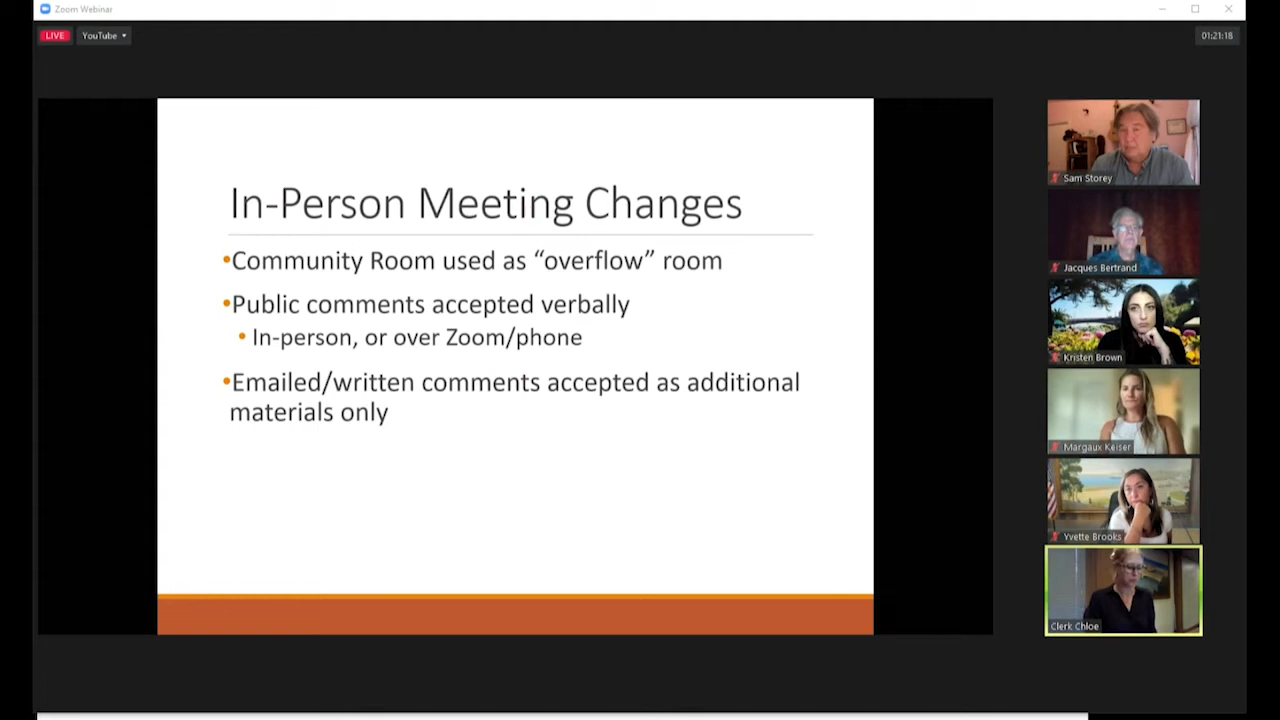 Zoom Webinar
LIVE
YouTube
01:21:18
In-Person Meeting Changes
•Community Room used as “overflow” room
•Public comments accepted verbally
•In-person, or over Zoom/phone
•Emailed/written comments accepted as additional
materials only
Sam Storey
Jacques Bertrand
Kristen Brown
Margaux Keiser
Yvette Brooks
Clerk Chloe